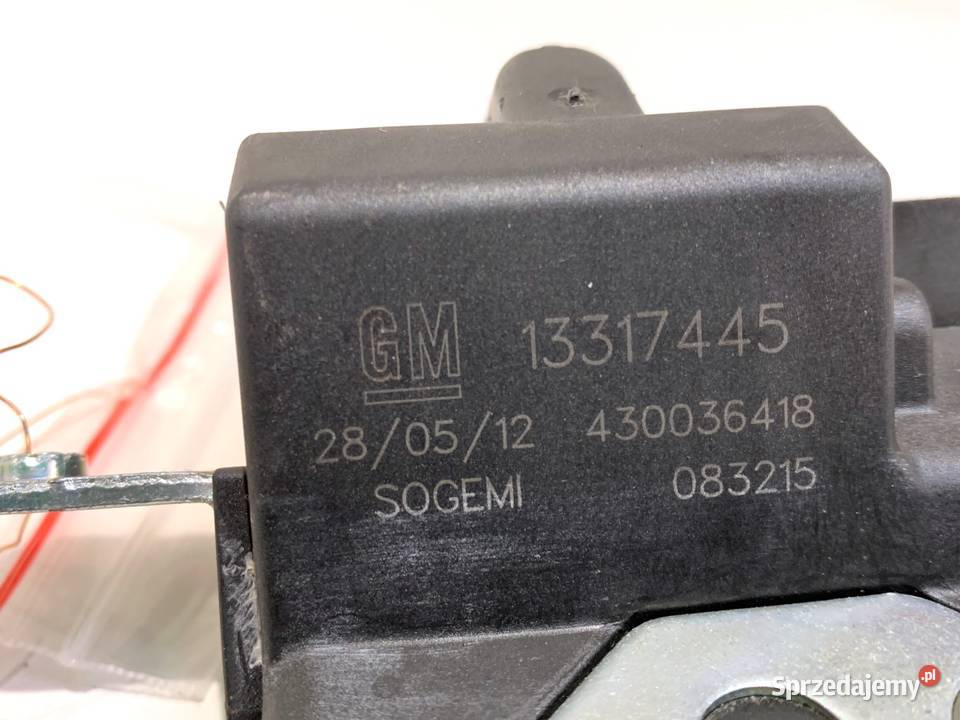 GM 13317445
28/05/12 430036418
SOGEMI 083215
Sprzedajemy.pl